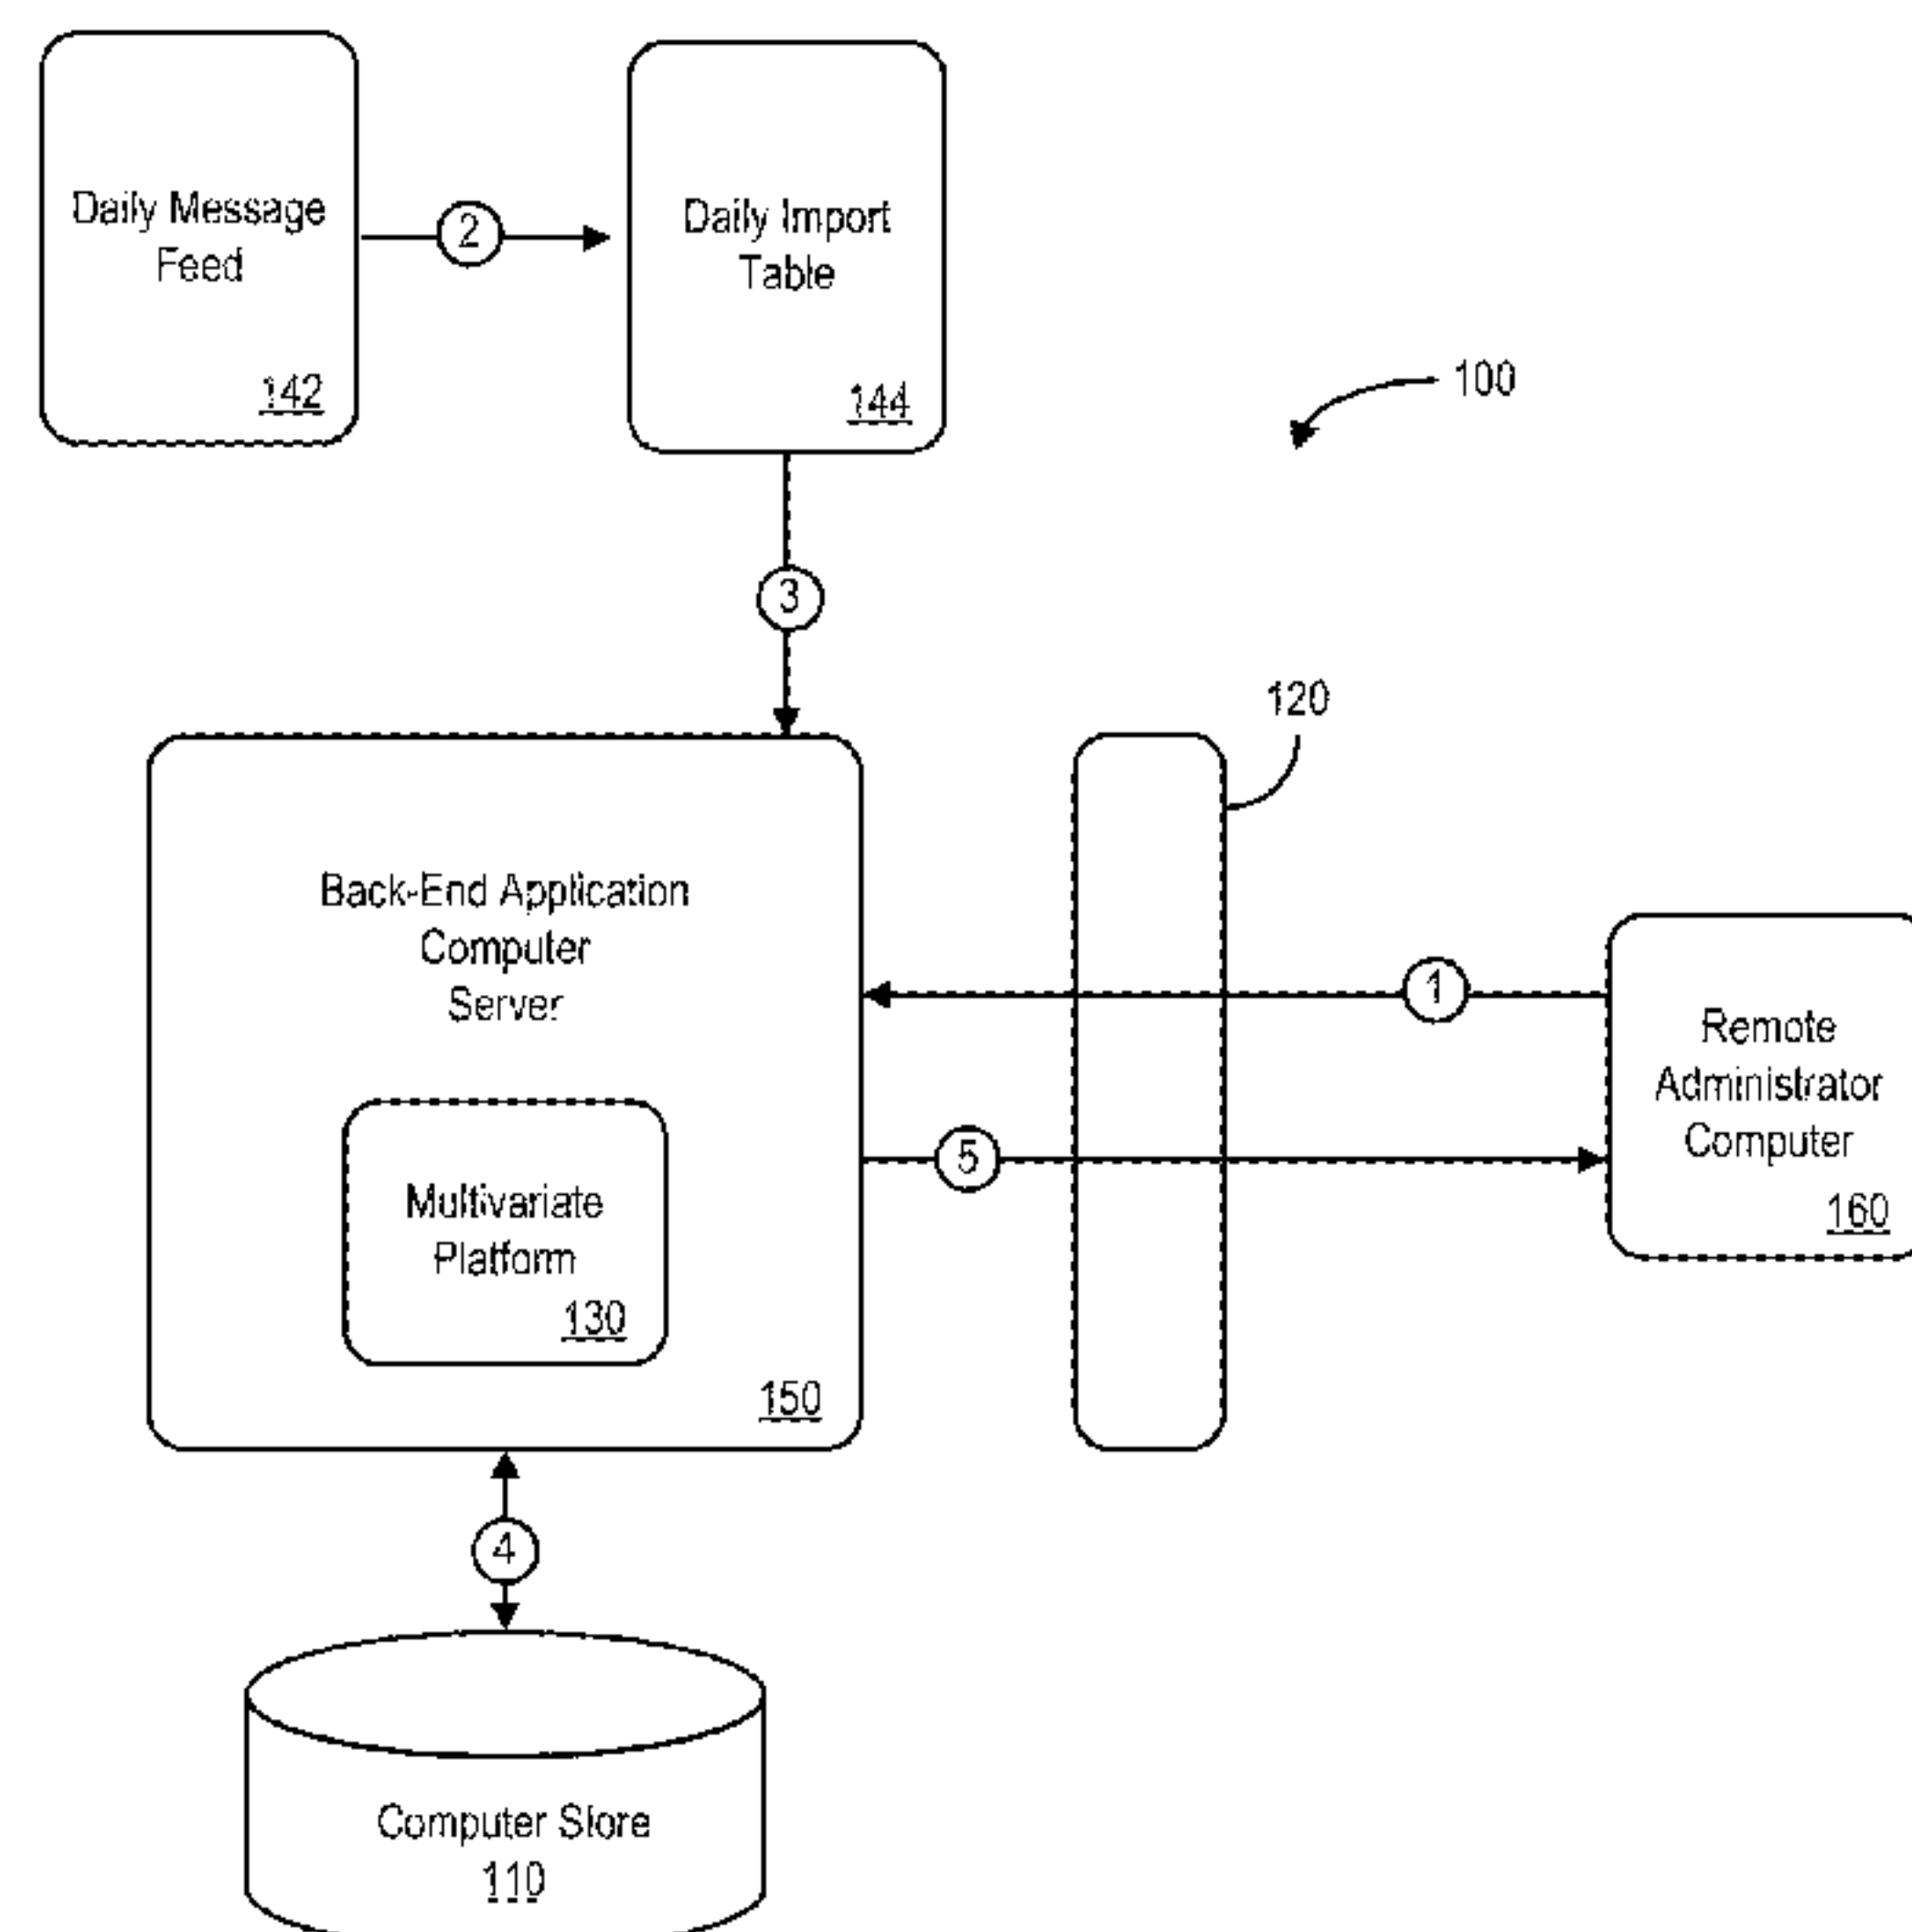 Daily Message
Feed
142
2
Daily Import
Table
144
100
3
120
Back-End Application
Computer
Server
Multivariate
Platform
130
150
1
5
Remote
Administrator
Computer
160
4
Computer Store
110